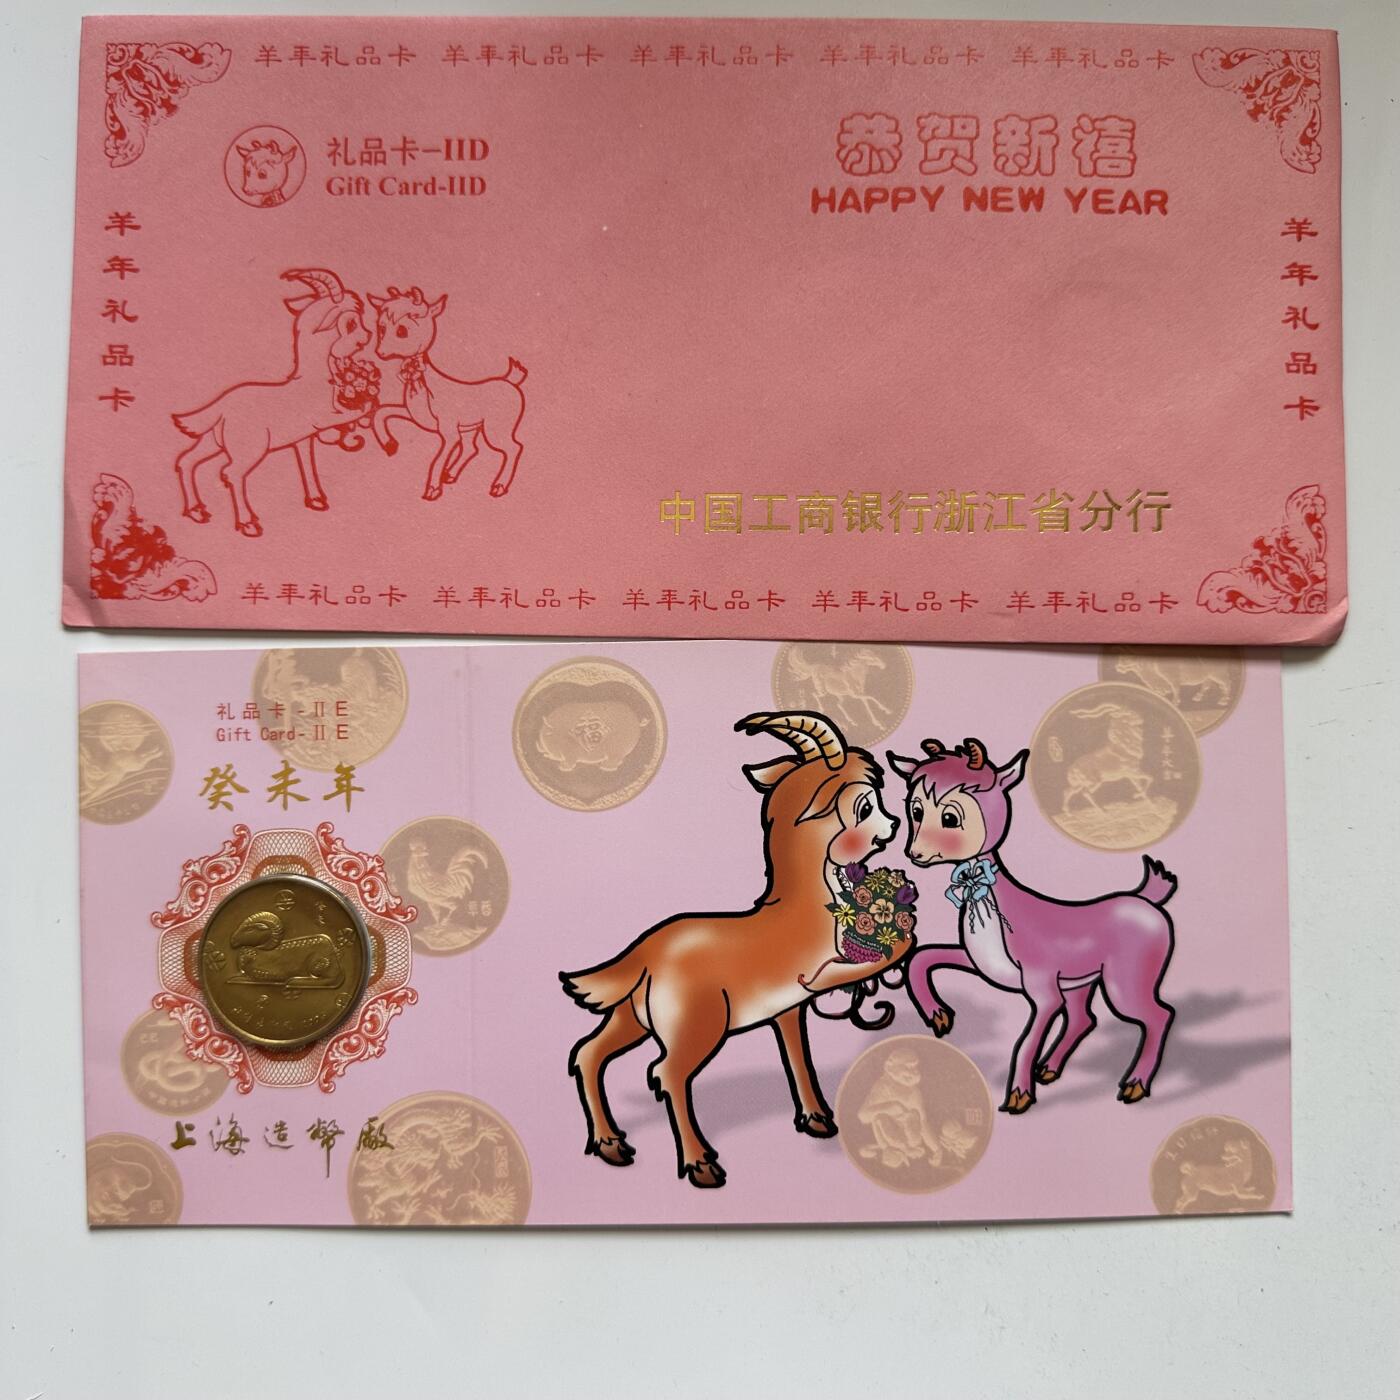 羊年礼品卡 羊年礼品卡 羊年礼品卡 羊年礼品卡 羊年礼品卡
礼品卡-IID
Gift Card-IID
恭贺新禧
HAPPY NEW YEAR
羊年礼品卡
羊年礼品卡
中国工商银行浙江省分行
羊年礼品卡 羊年礼品卡 羊年礼品卡 羊年礼品卡 羊年礼品卡
礼品卡-II E
Gift Card-II E
癸未年
福
上海造幣廠